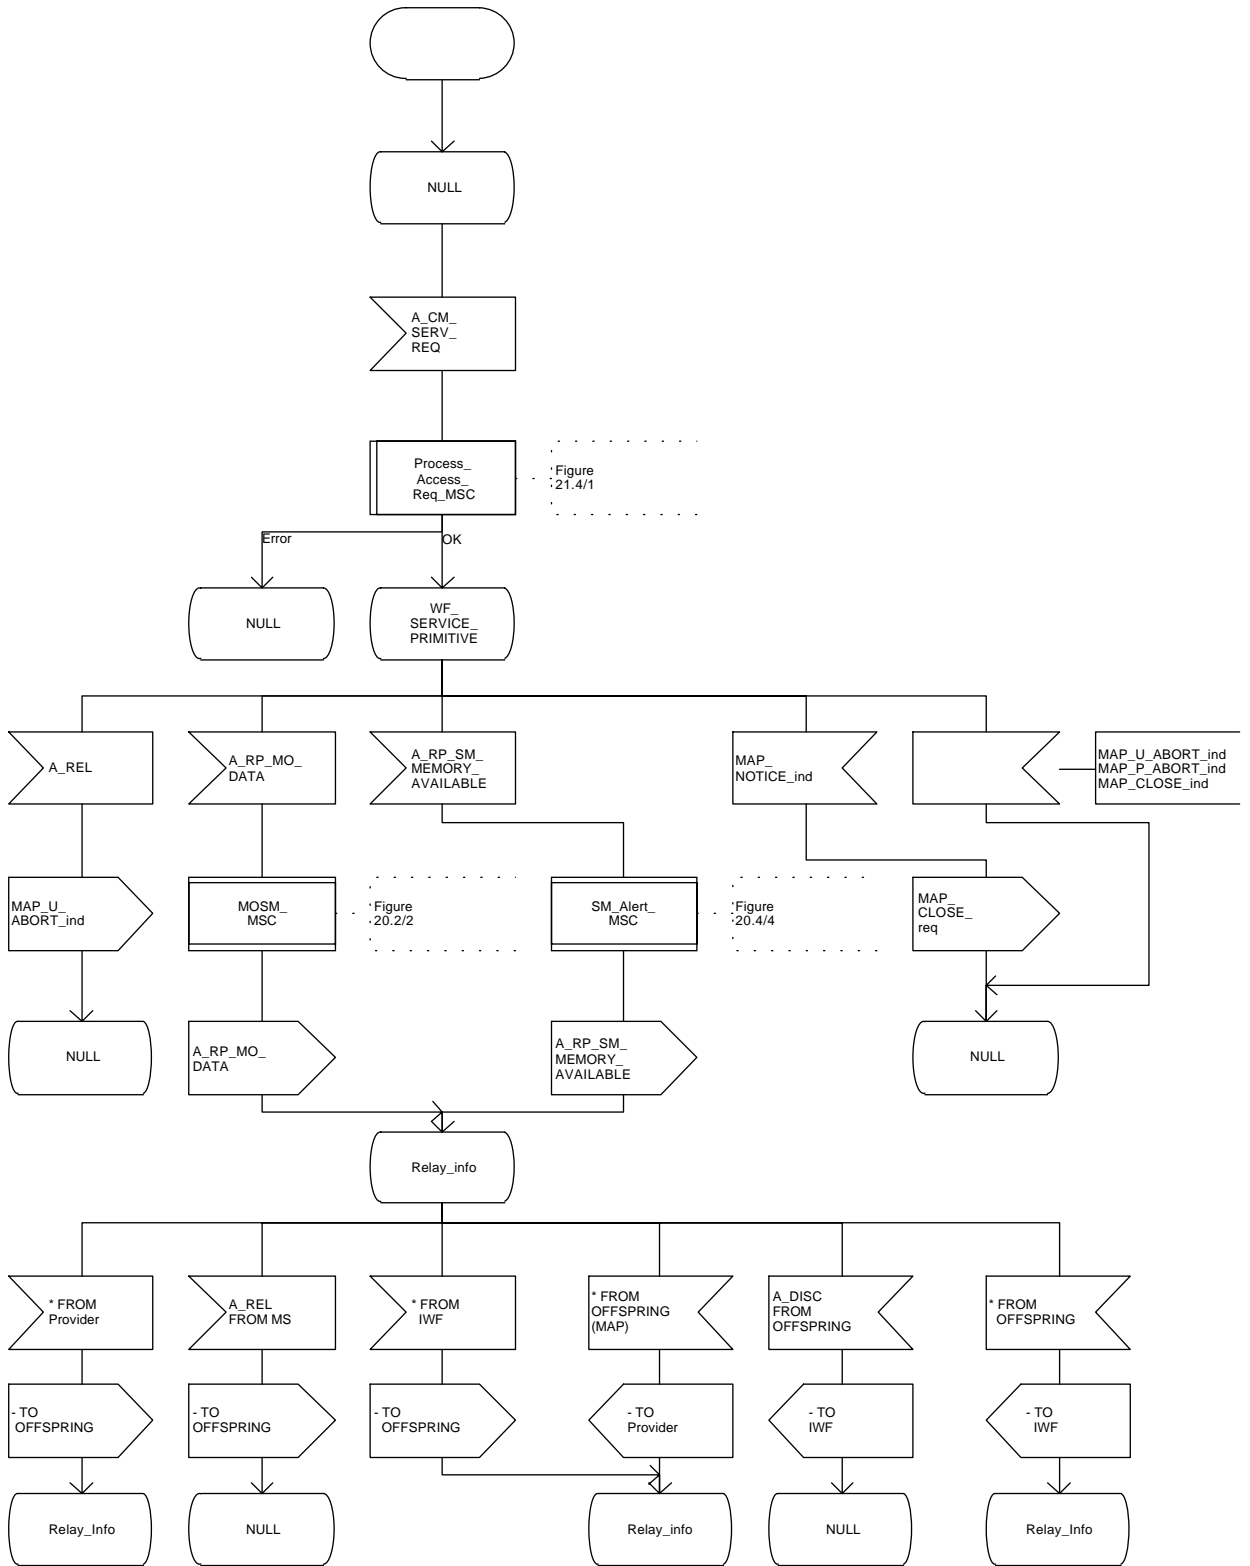 NULL
A_CM_
SERV_
REQ
Process_
Access_
Req_MSC
Figure
21.4/1
Error
OK
NULL
WF_
SERVICE_
PRIMITIVE
A_REL
A_RP_MO_
DATA
A_RP_SM_
MEMORY_
AVAILABLE
MAP_
NOTICE_ind
MAP_U_ABORT_ind
MAP_P_ABORT_ind
MAP_CLOSE_ind
MAP_U_
ABORT_ind
MOSM_
MSC
Figure
20.2/2
SM_Alert_
MSC
Figure
20.4/4
MAP_
CLOSE_
req
NULL
A_RP_MO_
DATA
A_RP_SM_
MEMORY_
AVAILABLE
NULL
Relay_info
* FROM
Provider
A_REL
FROM MS
* FROM
IWF
* FROM
OFFSPRING
(MAP)
A_DISC
FROM
OFFSPRING
* FROM
OFFSPRING
- TO
OFFSPRING
- TO
OFFSPRING
- TO
OFFSPRING
- TO
Provider
- TO
IWF
- TO
IWF
Relay_Info
NULL
Relay_info
NULL
Relay_Info